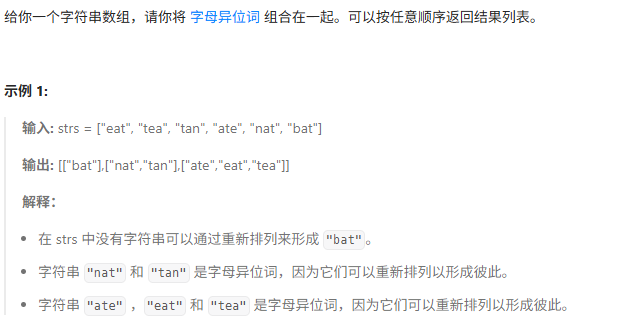 给你一个字符串数组，请你将 字母异位词 组合在一起。可以按任意顺序返回结果列表。
示例 1:
输入: strs = ["eat", "tea", "tan", "ate", "nat", "bat"]
输出: [["bat"],["nat","tan"],["ate","eat","tea"]]
解释：
在 strs 中没有字符串可以通过重新排列来形成 "bat"。
字符串 "nat" 和 "tan" 是字母异位词，因为它们可以重新排列以形成彼此。
字符串 "ate" ，"eat" 和 "tea" 是字母异位词，因为它们可以重新排列以形成彼此。